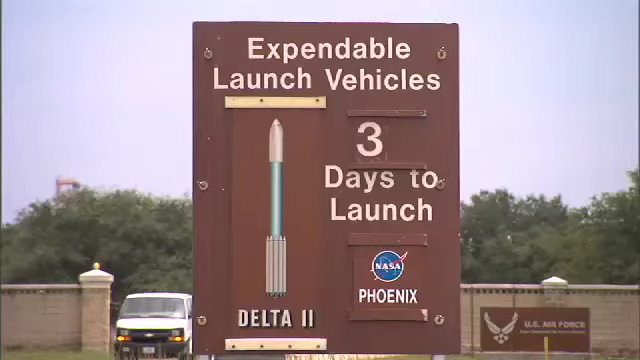 Expendable
Launch Vehicles
3
Days to
Launch
NASA
PHOENIX
DELTA II
U.S. AIR FORCE